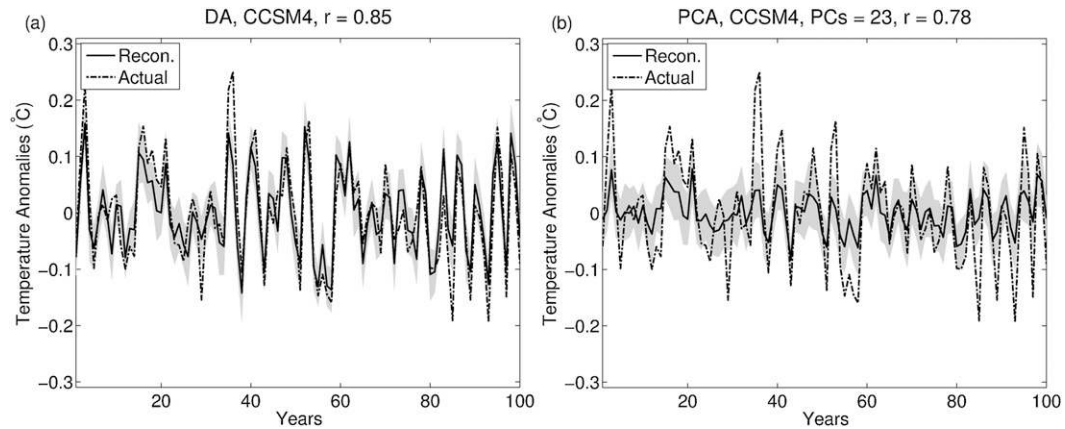 (a)
DA, CCSM4, r = 0.85
Recon.
Actual
Temperature Anomalies (°C)
0.3
0.2
0.1
0
−0.1
−0.2
−0.3
20
40
60
80
100
Years
(b)
PCA, CCSM4, PCs = 23, r = 0.78
Recon.
Actual
Temperature Anomalies (°C)
0.3
0.2
0.1
0
−0.1
−0.2
−0.3
20
40
60
80
100
Years